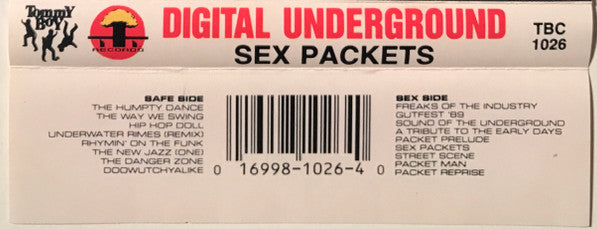 Tommy Boy
RECORDS
DIGITAL UNDERGROUND
SEX PACKETS
TBC
1026
SAFE SIDE
THE HUMPTY DANCE
THE WAY WE SWING
HIP HOP DOLL
UNDERWATER RIMES (REMIX)
RHYMIN' ON THE FUNK
THE NEW JAZZ (ONE)
THE DANGER ZONE
DOOWUTCHYALIKE
0 16998-1026-4 0
SEX SIDE
FREAKS OF THE INDUSTRY
GUTFEST '89
SOUND OF THE UNDERGROUND
A TRIBUTE TO THE EARLY DAYS
PACKET PRELUDE
SEX PACKETS
STREET SCENE
PACKET MAN
PACKET REPRISE